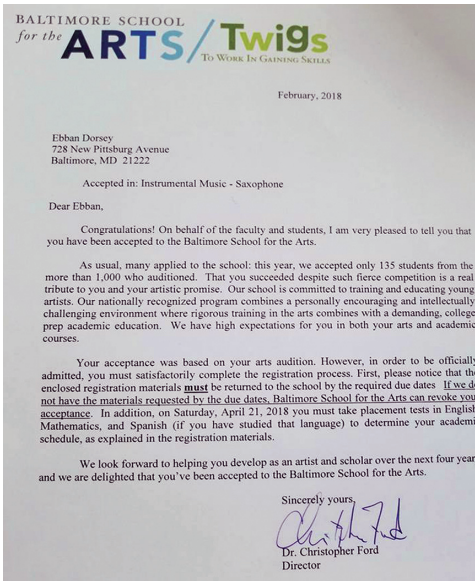 BALTIMORE SCHOOL
for the ARTS / Twigs
TO WORK IN GAINING SKILLS
February, 2018
Ebban Dorsey
728 New Pittsburg Avenue
Baltimore, MD 21222
Accepted in: Instrumental Music - Saxophone
Dear Ebban,
Congratulations! On behalf of the faculty and students, I am very pleased to tell you that
you have been accepted to the Baltimore School for the Arts.
As usual, many applied to the school: this year, we accepted only 135 students from the
more than 1,000 who auditioned. That you succeeded despite such fierce competition is a real
tribute to you and your artistic promise. Our school is committed to training and educating young
artists. Our nationally recognized program combines a personally encouraging and intellectually
challenging environment where rigorous training in the arts combines with a demanding, college
prep academic education. We have high expectations for you in both your arts and academic
courses.
Your acceptance was based on your arts audition. However, in order to be officially
admitted, you must satisfactorily complete the registration process. First, please notice that the
enclosed registration materials must be returned to the school by the required due dates If we do
not have the materials requested by the due dates, Baltimore School for the Arts can revoke you
acceptance. In addition, on Saturday, April 21, 2018 you must take placement tests in English
Mathematics, and Spanish (if you have studied that language) to determine your academi
schedule, as explained in the registration materials.
We look forward to helping you develop as an artist and scholar over the next four year
and we are delighted that you've been accepted to the Baltimore School for the Arts.
Sincerely yours,
Christopher Ford
Dr. Christopher Ford
Director